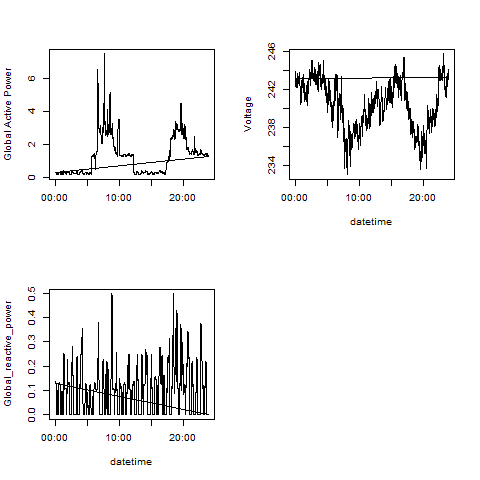 Global Active Power
0 2 4 6
00:00 10:00 20:00
Voltage
234 238 242 246
00:00 10:00 20:00
datetime
Global_reactive_power
0.0 0.1 0.2 0.3 0.4 0.5
00:00 10:00 20:00
datetime